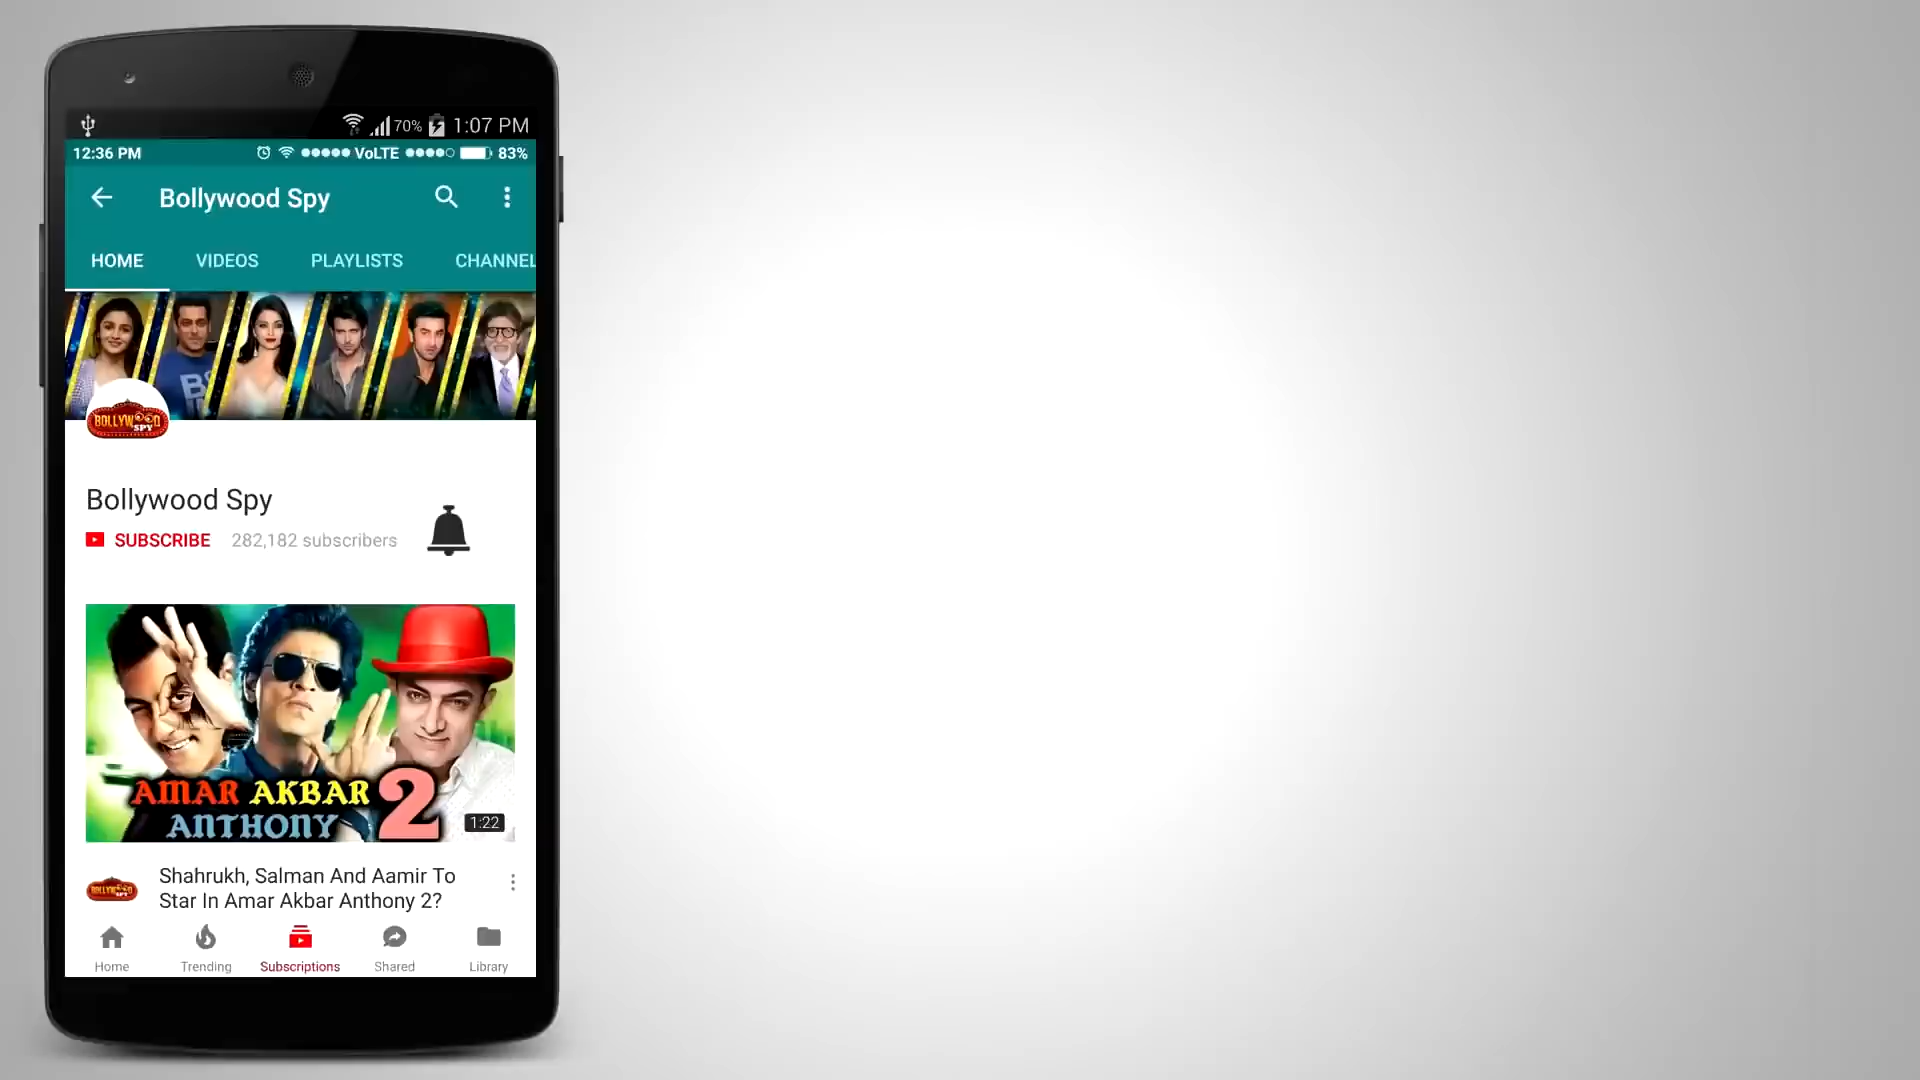 70% 1:07 PM
12:36 PM VoLTE 83%
Bollywood Spy
HOME VIDEOS PLAYLISTS CHANNEL
BOLLYWOOD
SPY
Bollywood Spy
SUBSCRIBE 282,182 subscribers
AMAR AKBAR
ANTHONY 2
1:22
Shahrukh, Salman And Aamir To
Star In Amar Akbar Anthony 2?
BOLLYWOOD
SPY
Home Trending Subscriptions Shared Library